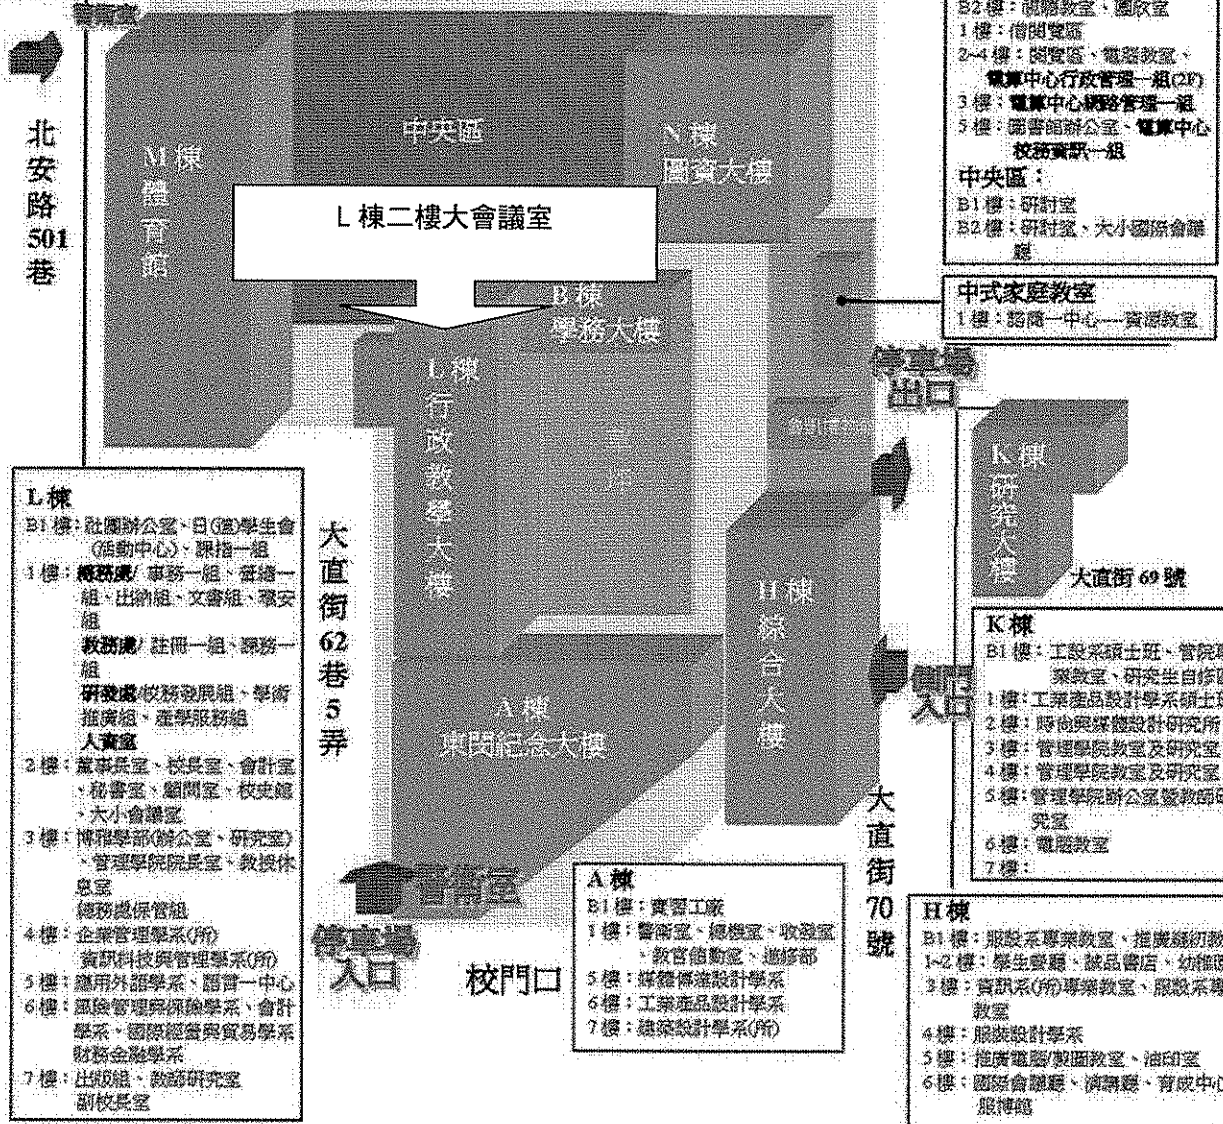 警衛室
B2樓：韻體教室、團欣室
1樓：借閱覽區
2~4樓：閱覽區、電腦教室、
電算中心行政管理一組(2F)
3樓：電算中心網路管理一組
5樓：圖書館辦公室、電算中心
校務資訊一組
中央區：
B1樓：研討室
B2樓：研討室、大小國際會議
廳
中式家庭教室
1樓：諮商一中心---資源教室
北安路501巷
M棟
體育館
中央區
N棟
圖資大樓
L棟二樓大會議室
B棟
學務大樓
L棟
行政教學大樓
停車場
出口
K棟
研究大樓
大直街 69 號
L棟
B1樓：社團辦公室、日(進)學生會
(活動中心)、課指一組
1樓：總務處/ 事務一組、營繕一
組、出納組、文書組、環安
組
教務處/ 註冊一組、課務一
組
研發處/校務發展組、學術
推廣組、產學服務組
人資室
2樓：董事長室、校長室、會計室
、秘書室、顧問室、校史館
、大小會議室
3樓：博雅學部(辦公室、研究室)
、管理學院院長室、教授休
息室
總務處保管組
4樓：企業管理學系(所)
資訊科技與管理學系(所)
5樓：應用外語學系、語言一中心
6樓：風險管理與保險學系、會計
學系、國際經營與貿易學系
財務金融學系
7樓：出版組、教師研究室
副校長室
大直街62巷5弄
H棟
綜合大樓
A棟
東閔紀念大樓
側門
入口
K棟
B1樓：工設系碩士班、管院專
業教室、研究生自修區
1樓：工業產品設計學系碩士班
2樓：時尚與媒體設計研究所
3樓：管理學院教室及研究室
4樓：管理學院教室及研究室
5樓：管理學院辦公室暨教師研
究室
6樓：電腦教室
7樓：
大直街70號
警衛室
停車場
入口
校門口
A棟
B1樓：實習工廠
1樓：警衛室、總機室、收發室
、教官值勤室、進修部
5樓：媒體傳達設計學系
6樓：工業產品設計學系
7樓：建築設計學系(所)
H棟
B1樓：服設系專業教室、推廣縫紉教
1~2樓：學生餐廳、誠品書店、幼稚園
3樓：資訊系(所)專業教室、服設系專
教室
4樓：服裝設計學系
5樓：推廣電腦/製圖教室、油印室
6樓：國際會議廳、演講廳、育成中心
服博館